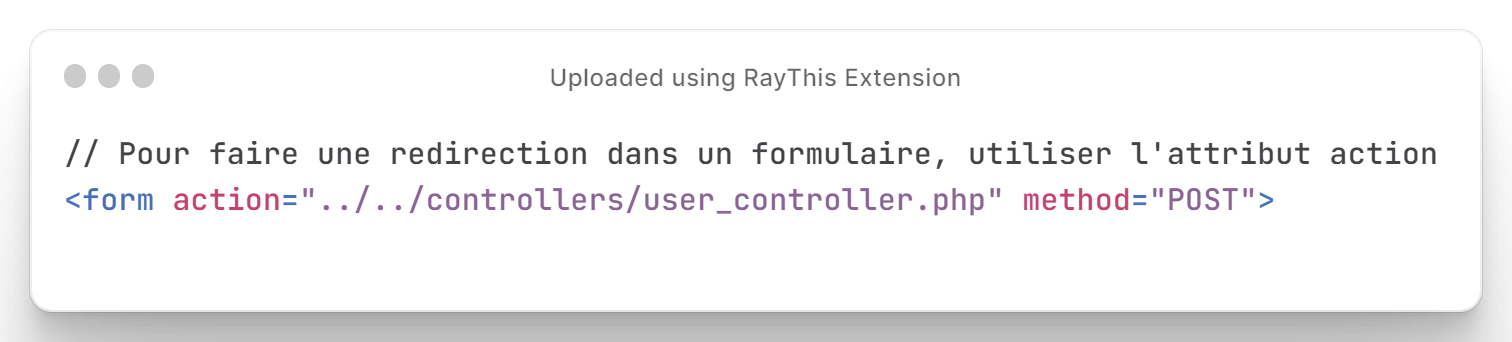 Uploaded using RayThis Extension
// Pour faire une redirection dans un formulaire, utiliser l'attribut action
<form action="../../controllers/user_controller.php" method="POST">